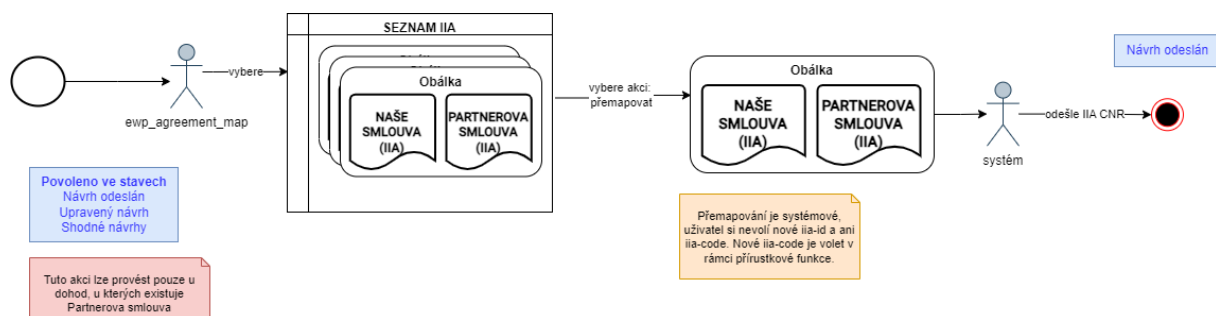 SEZNAM IIA
Obálka
NAŠE
SMLOUVA
(IIA)
PARTNEROVA
SMLOUVA
(IIA)
vybere
ewp_agreement_map
vybere akci:
přemapovat
Obálka
NAŠE
SMLOUVA
(IIA)
PARTNEROVA
SMLOUVA
(IIA)
systém
odešle IIA CNR
Návrh odeslán
Povoleno ve stavech
Návrh odeslán
Upravený návrh
Shodné návrhy
Tuto akci lze provést pouze u
dohod, u kterých existuje
Partnerova smlouva
Přemapování je systémové,
uživatel si nevolí nové iia-id a ani
iia-code. Nové iia-code je volet v
rámci přírustkové funkce.